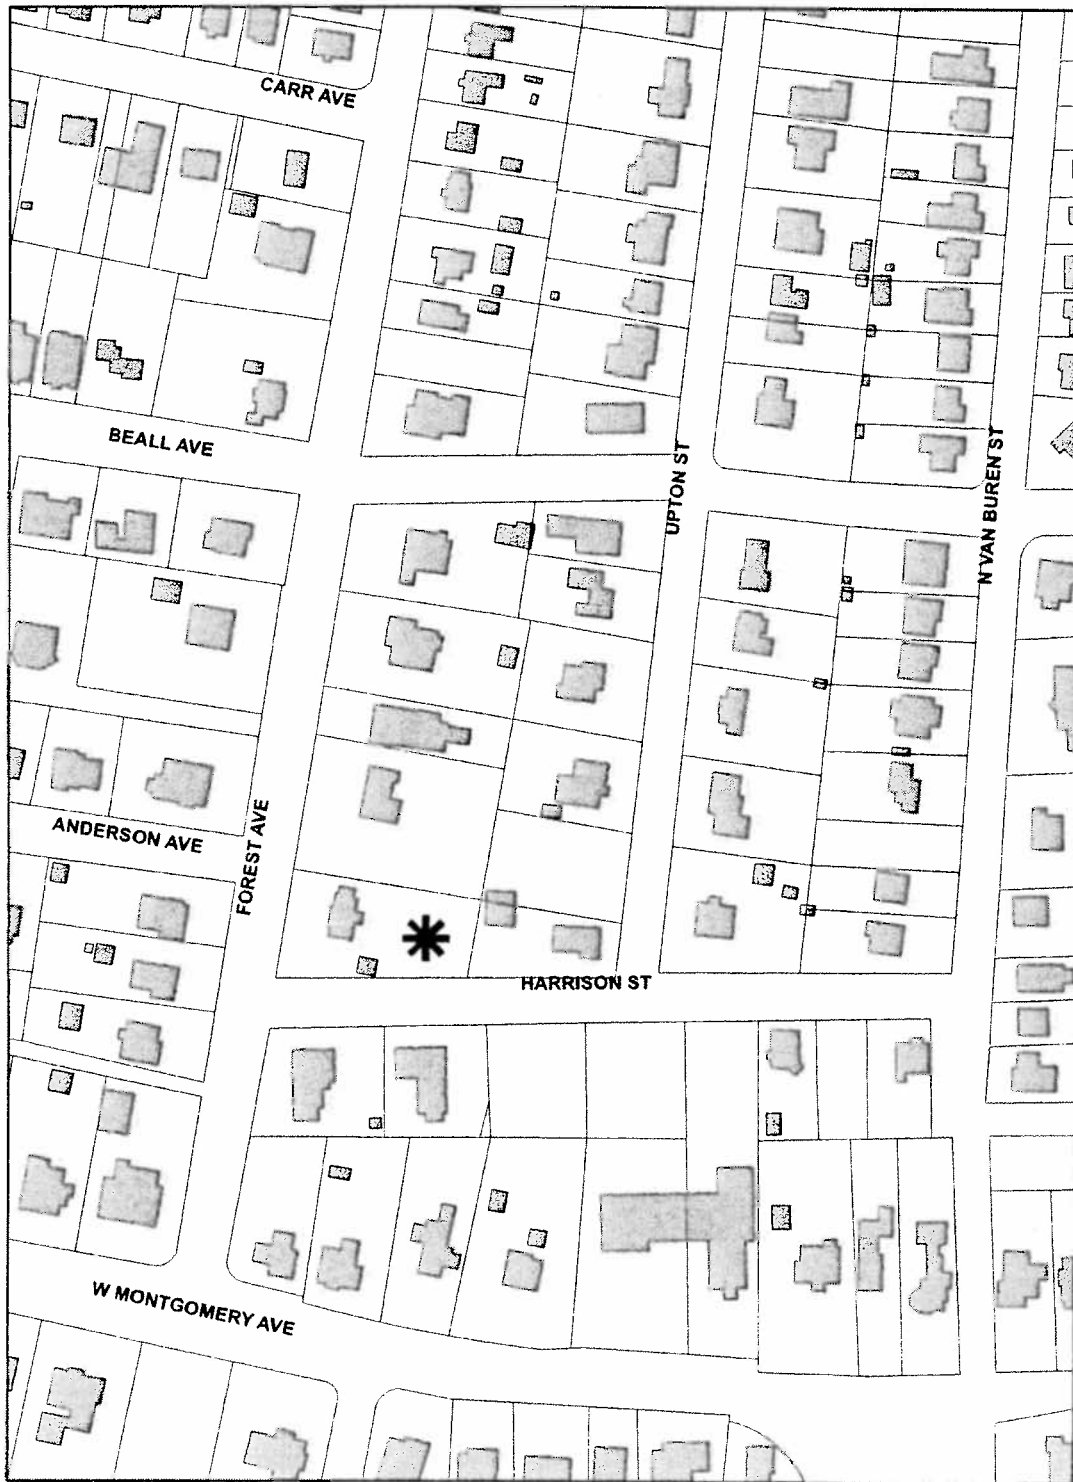 CARR AVE
BEALL AVE
UPTON ST
N VAN BUREN ST
ANDERSON AVE
FOREST AVE
HARRISON ST
W MONTGOMERY AVE